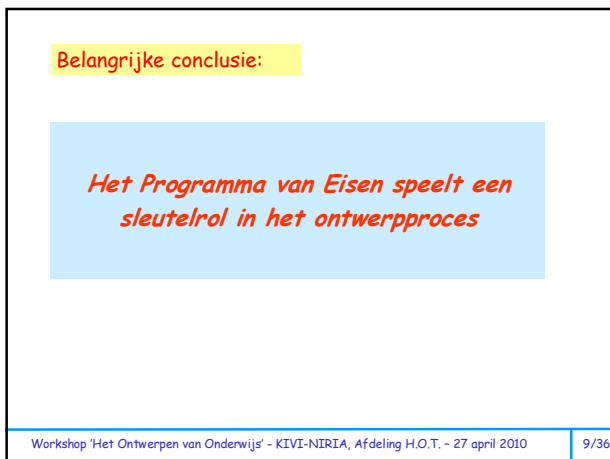 Belangrijke conclusie:
Het Programma van Eisen speelt een
sleutelrol in het ontwerpproces
Workshop 'Het Ontwerpen van Onderwijs' - KIVI-NIRIA, Afdeling H.O.T. – 27 april 2010
9/36